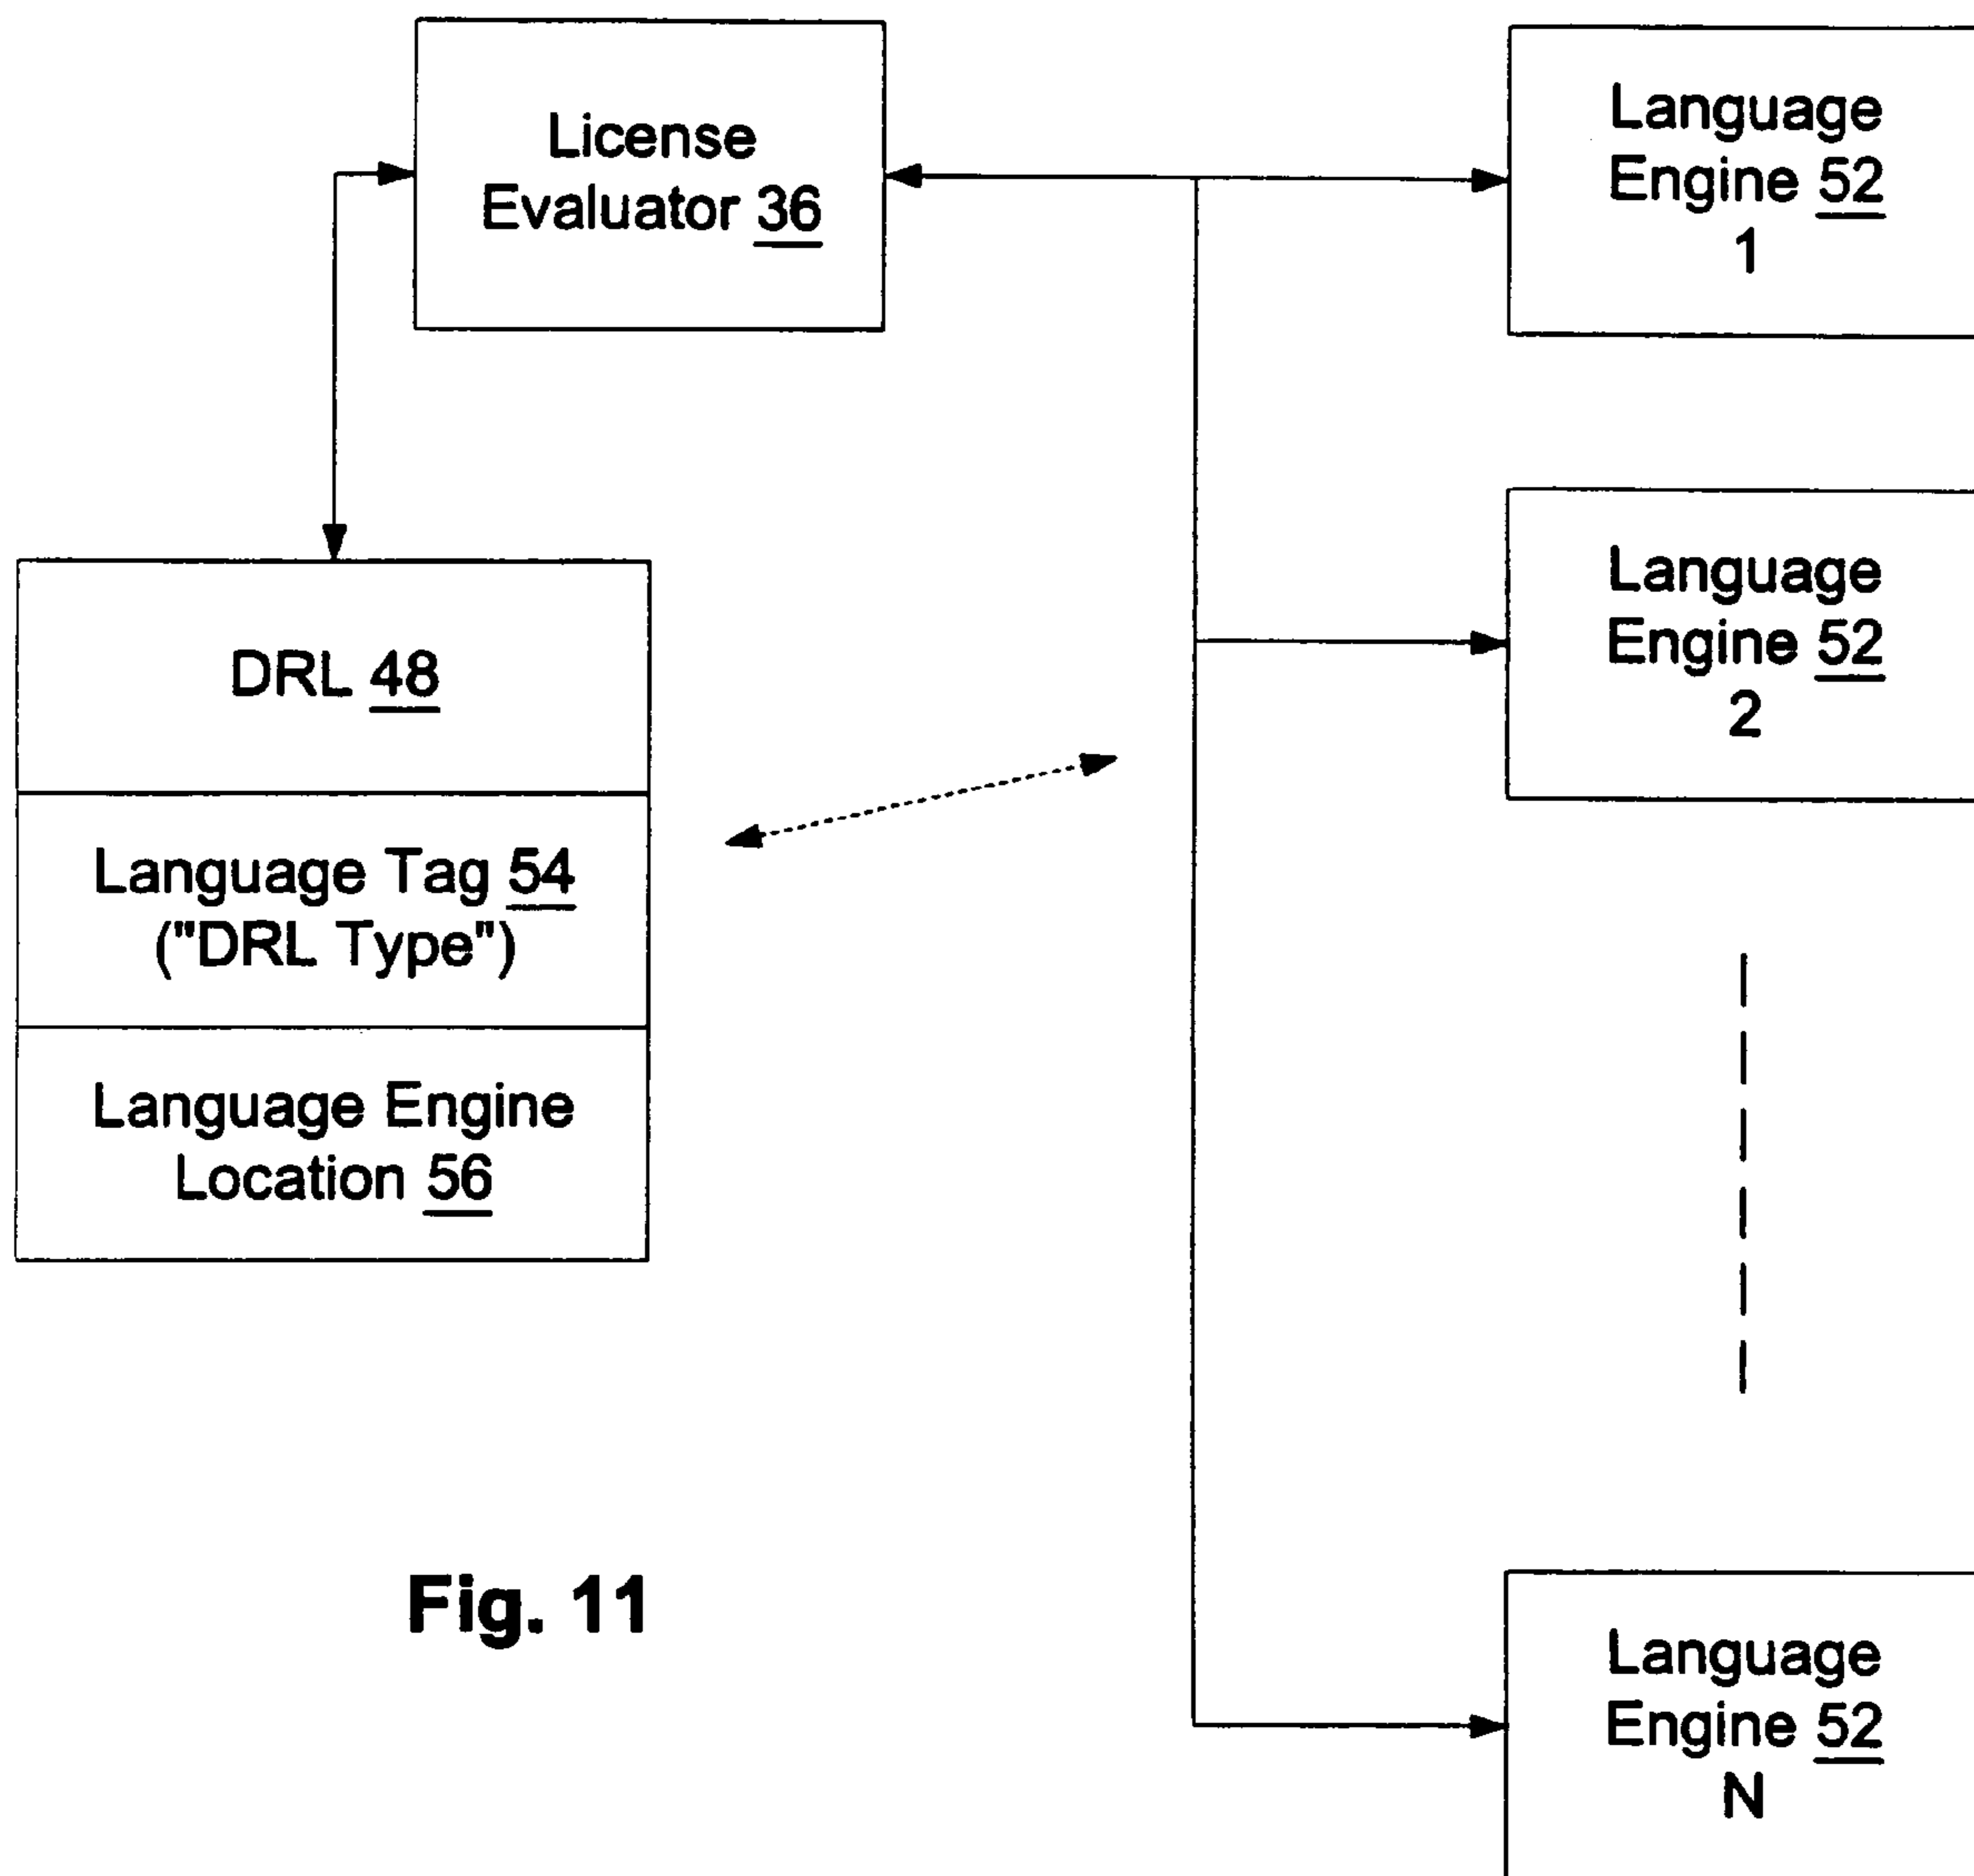 License
Evaluator 36
Language
Engine 52
1
Language
Engine 52
2
DRL 48
Language Tag 54
("DRL Type")
Language Engine
Location 56
Fig. 11
Language
Engine 52
N